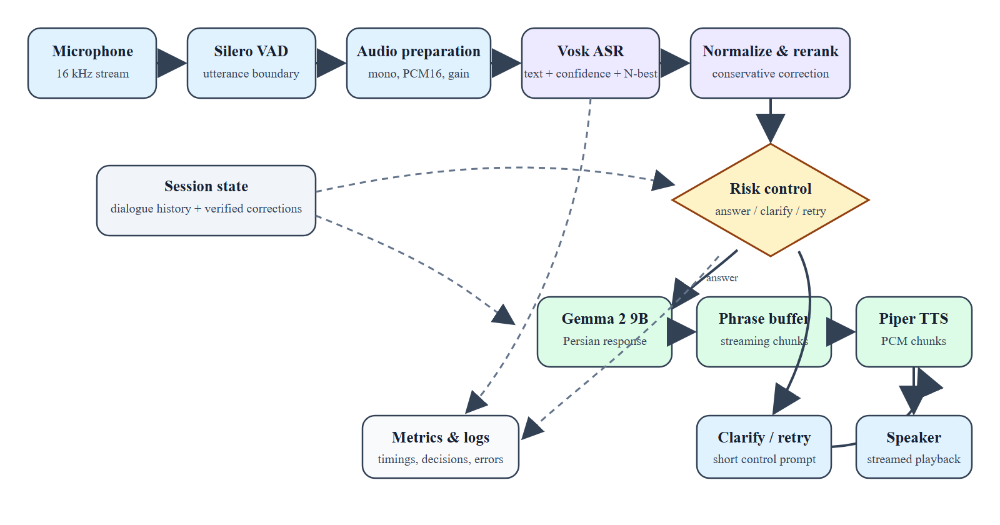 Microphone
16 kHz stream
Silero VAD
utterance boundary
Audio preparation
mono, PCM16, gain
Vosk ASR
text + confidence + N-best
Normalize & rerank
conservative correction
Session state
dialogue history + verified corrections
Risk control
answer / clarify / retry
answer
Gemma 2 9B
Persian response
Phrase buffer
streaming chunks
Piper TTS
PCM chunks
Metrics & logs
timings, decisions, errors
Clarify / retry
short control prompt
Speaker
streamed playback